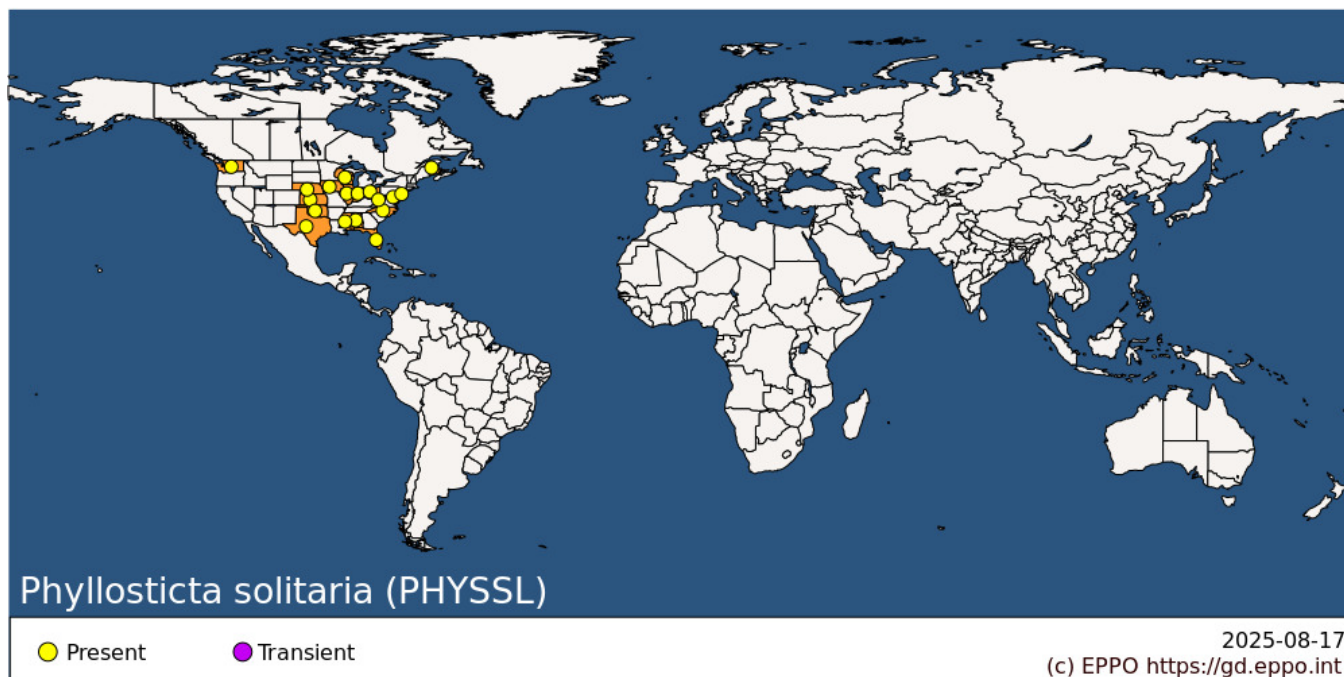 Phyllosticta solitaria (PHYSSL)
Present
Transient
2025-08-17
(c) EPPO https://gd.eppo.int